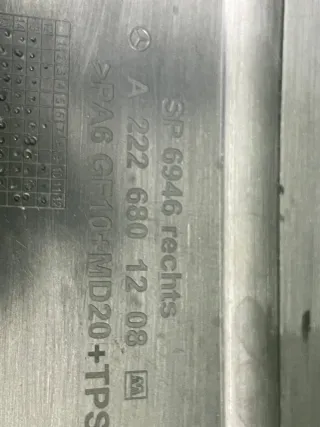 SP 6946 rechts
A 222 680 12 08
>PA6 GF10+MD20+TPS